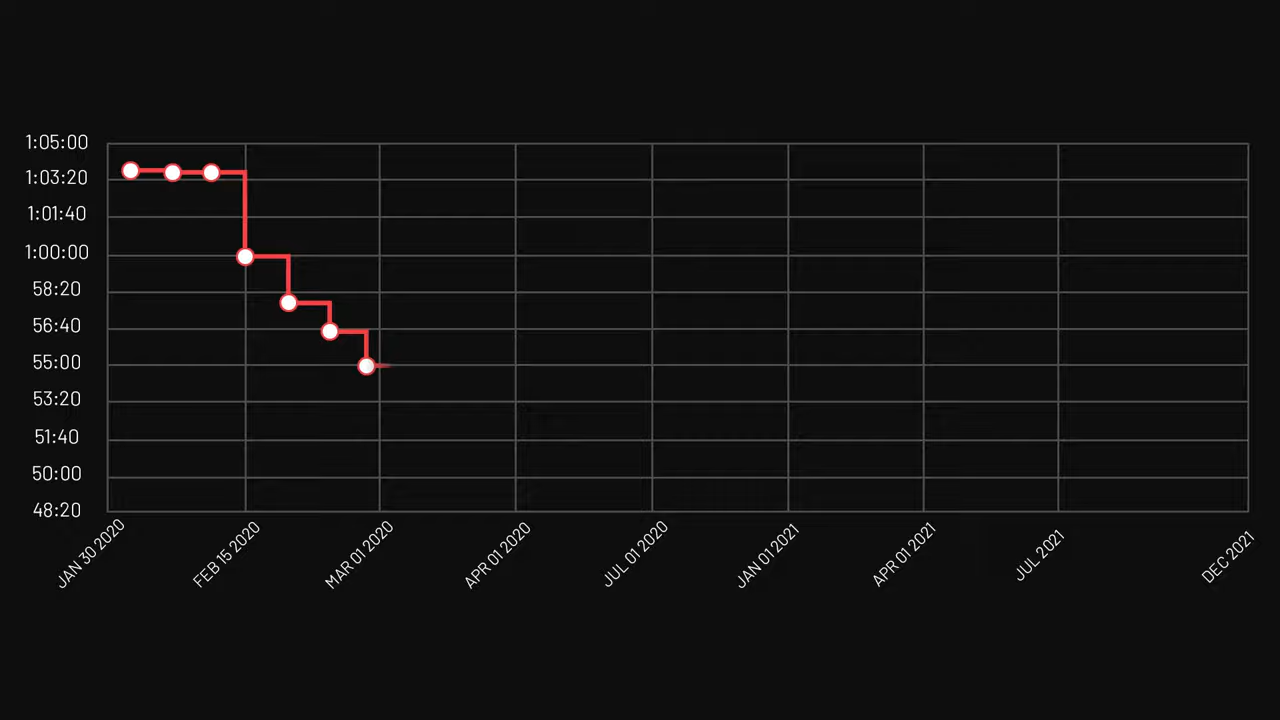 1:05:00
1:03:20
1:01:40
1:00:00
58:20
56:40
55:00
53:20
51:40
50:00
48:20
JAN 30 2020
FEB 15 2020
MAR 01 2020
APR 01 2020
JUL 01 2020
JAN 01 2021
APR 01 2021
JUL 2021
DEC 2021